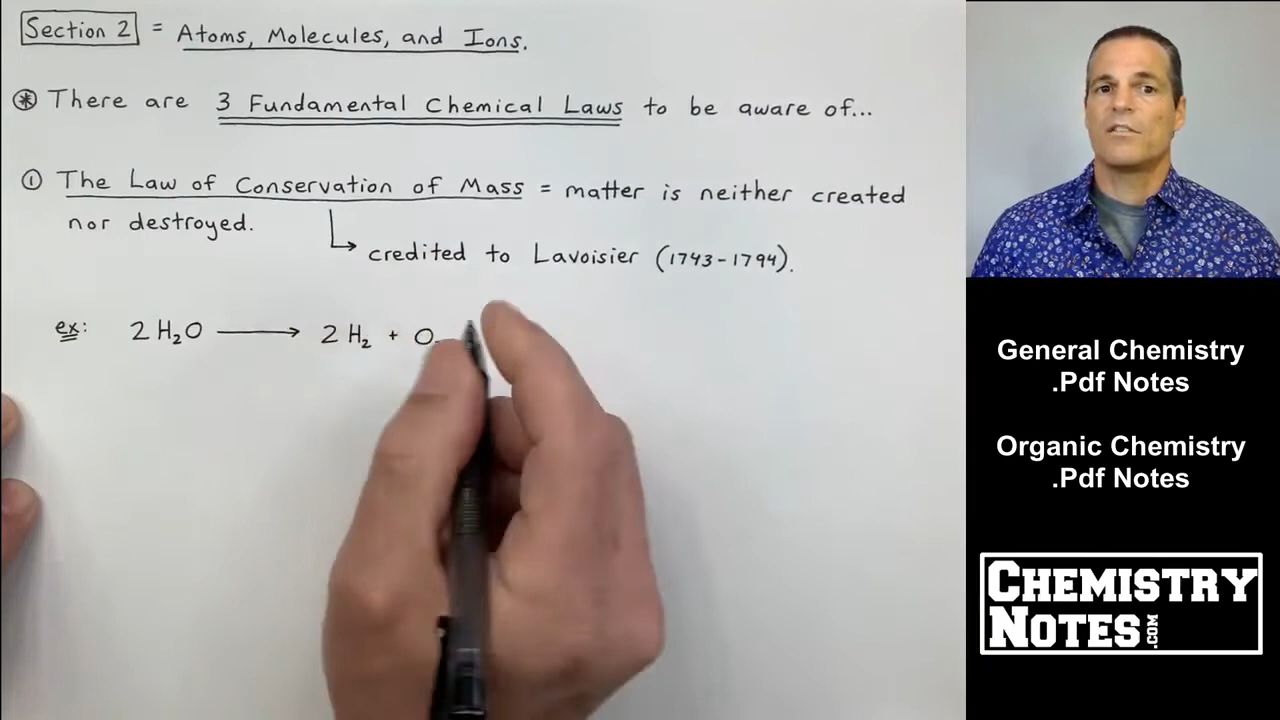 Section 2 = Atoms, Molecules, and Ions.
⊛ There are 3 Fundamental Chemical Laws to be aware of...
① The Law of Conservation of Mass = matter is neither created
nor destroyed.
↳ credited to Lavoisier (1743-1794).
ex: 2 H₂O ⟶ 2 H₂ + O
General Chemistry
.Pdf Notes
Organic Chemistry
.Pdf Notes
CHEMISTRY
NOTES.COM